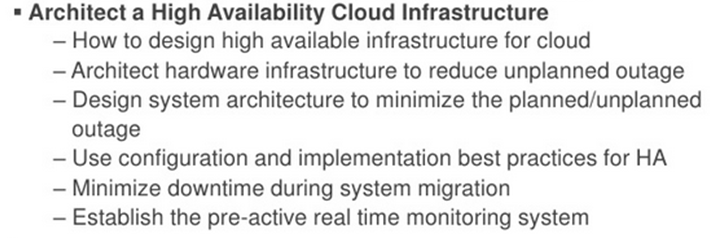 ▪ Architect a High Availability Cloud Infrastructure
– How to design high available infrastructure for cloud
– Architect hardware infrastructure to reduce unplanned outage
– Design system architecture to minimize the planned/unplanned
outage
– Use configuration and implementation best practices for HA
– Minimize downtime during system migration
– Establish the pre-active real time monitoring system